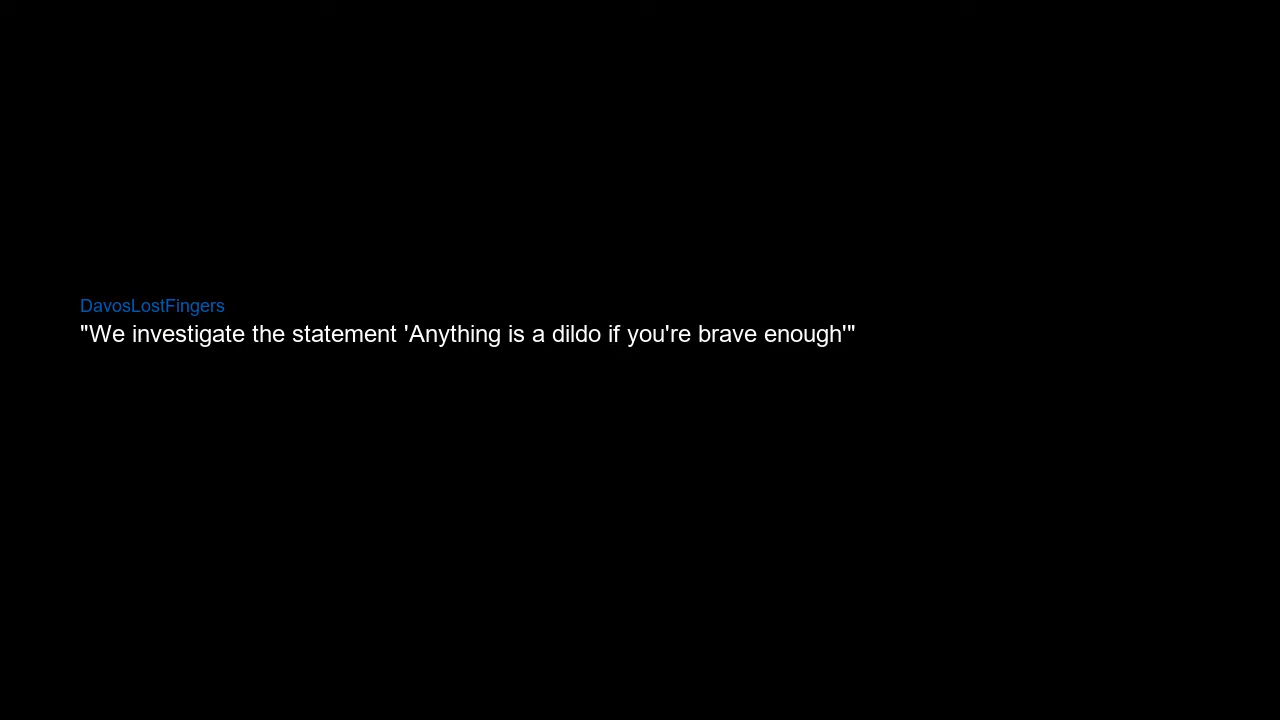 DavosLostFingers
"We investigate the statement 'Anything is a dildo if you're brave enough'"